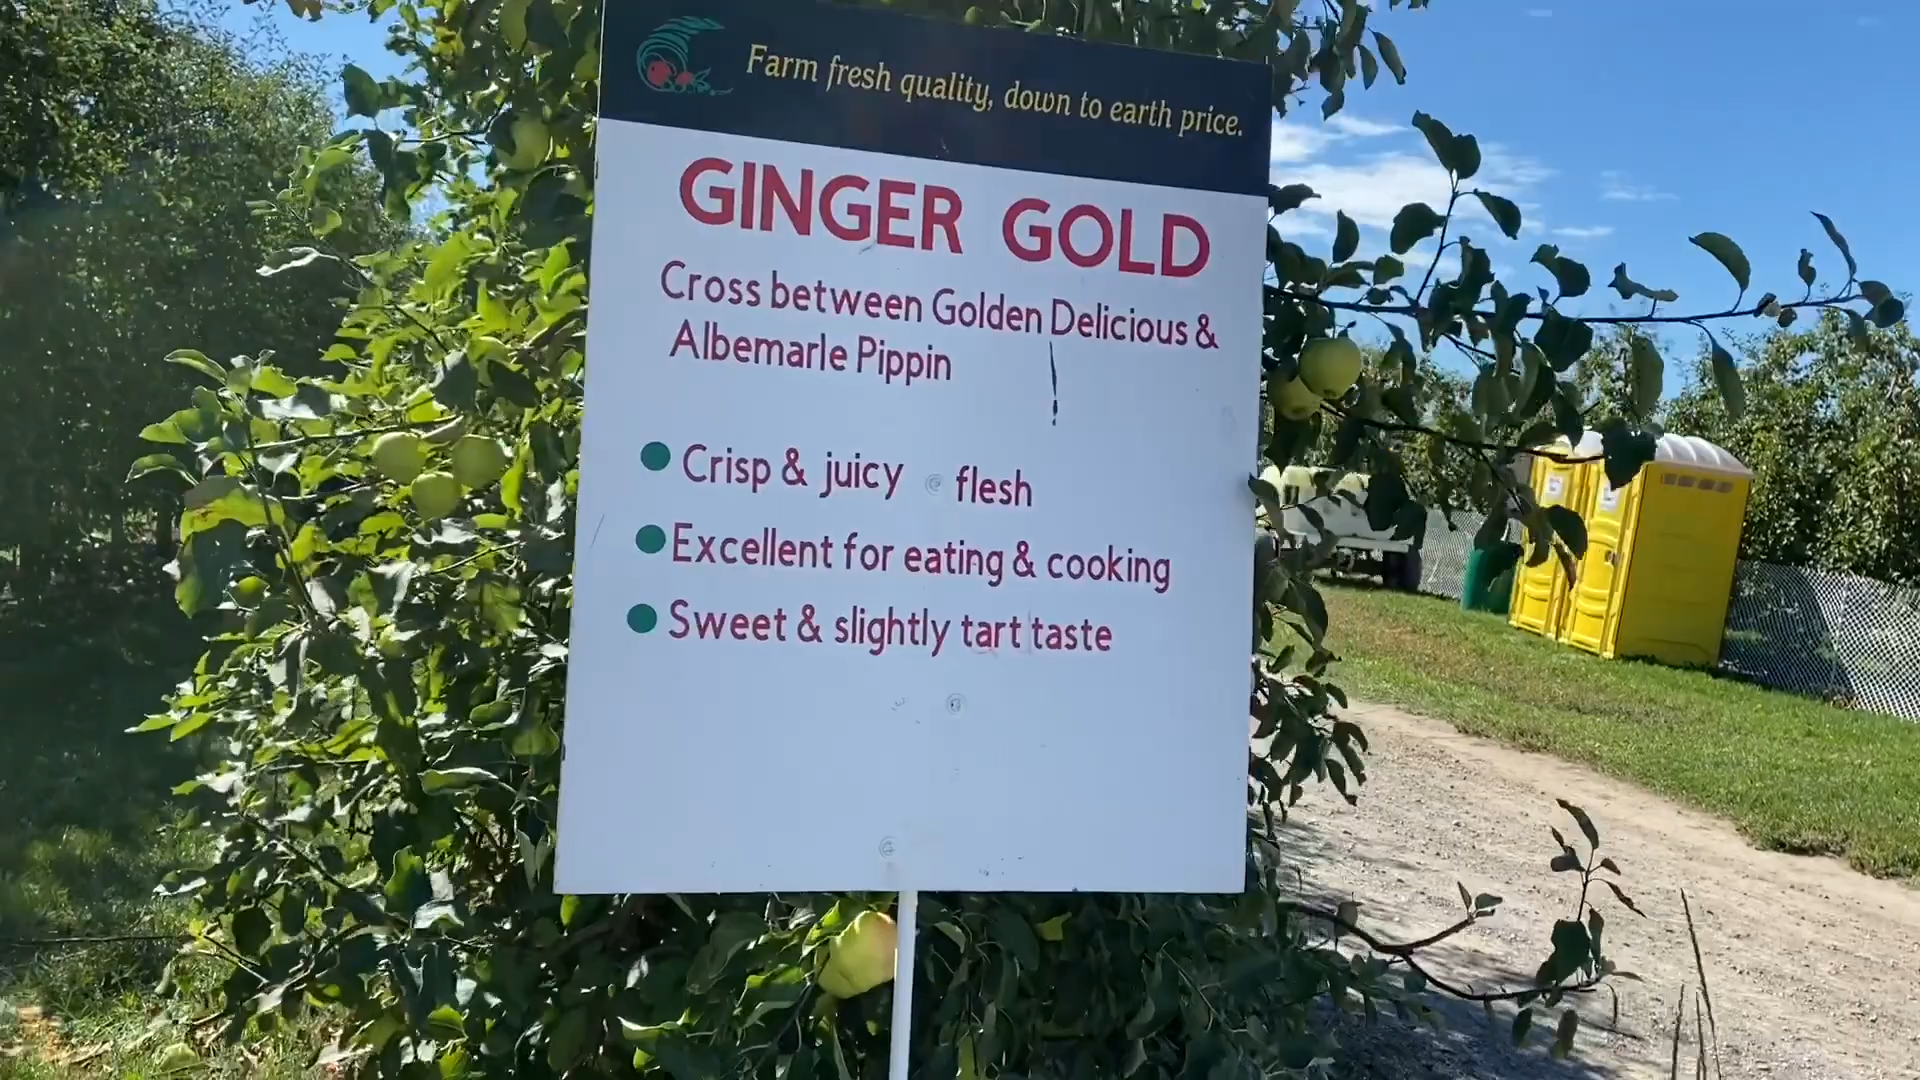 Farm fresh quality, down to earth price.
GINGER GOLD
Cross between Golden Delicious &
Albemarle Pippin
Crisp & juicy flesh
Excellent for eating & cooking
Sweet & slightly tart taste